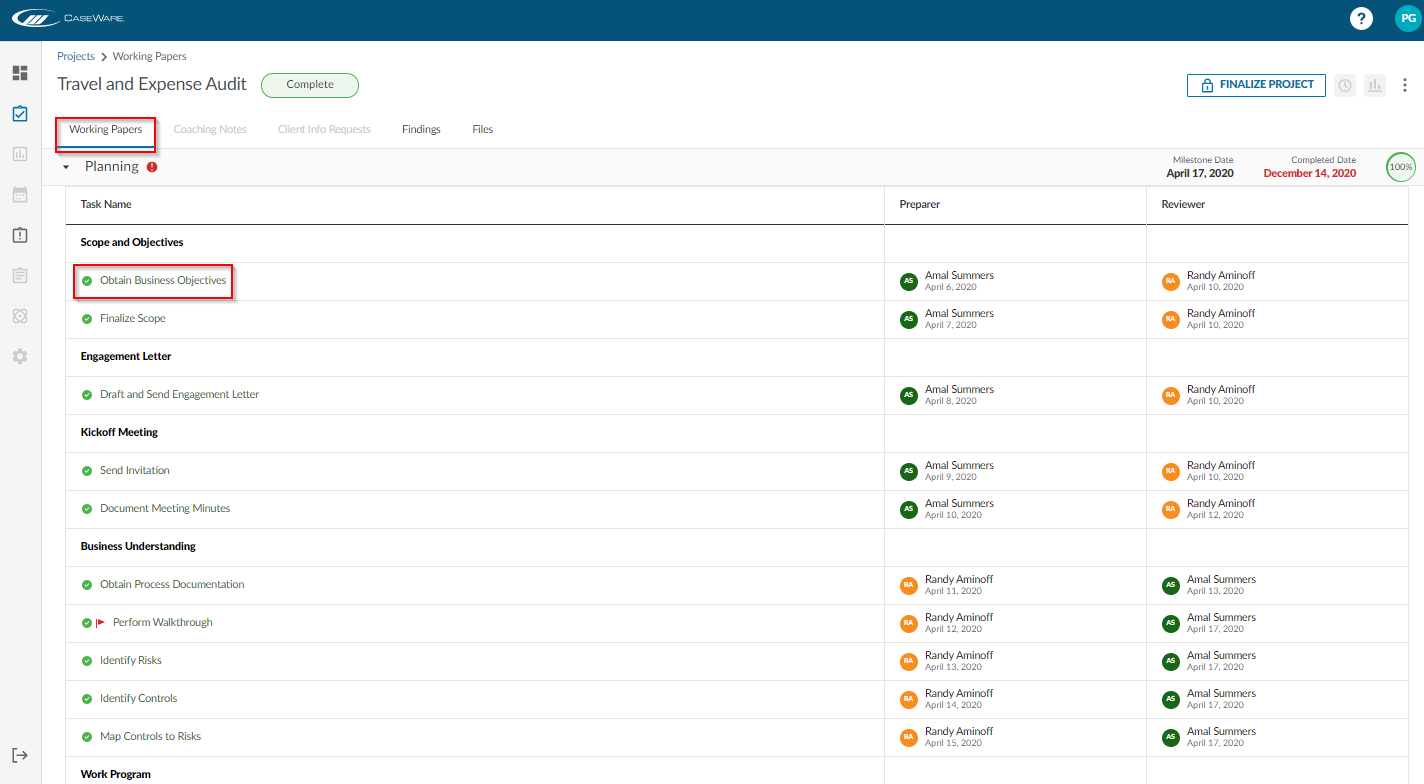 CASEWARE
?
PG
Projects > Working Papers
Travel and Expense Audit
Complete
FINALIZE PROJECT
Working Papers
Coaching Notes
Client Info Requests
Findings
Files
Planning
Milestone Date
April 17, 2020
Completed Date
December 14, 2020
100%
Task Name Preparer Reviewer
Scope and Objectives
Obtain Business Objectives
AS Amal Summers
April 6, 2020
RA Randy Aminoff
April 10, 2020
Finalize Scope
AS Amal Summers
April 7, 2020
RA Randy Aminoff
April 10, 2020
Engagement Letter
Draft and Send Engagement Letter
AS Amal Summers
April 8, 2020
RA Randy Aminoff
April 10, 2020
Kickoff Meeting
Send Invitation
AS Amal Summers
April 9, 2020
RA Randy Aminoff
April 10, 2020
Document Meeting Minutes
AS Amal Summers
April 10, 2020
RA Randy Aminoff
April 12, 2020
Business Understanding
Obtain Process Documentation
RA Randy Aminoff
April 11, 2020
AS Amal Summers
April 13, 2020
Perform Walkthrough
RA Randy Aminoff
April 12, 2020
AS Amal Summers
April 17, 2020
Identify Risks
RA Randy Aminoff
April 13, 2020
AS Amal Summers
April 17, 2020
Identify Controls
RA Randy Aminoff
April 14, 2020
AS Amal Summers
April 17, 2020
Map Controls to Risks
RA Randy Aminoff
April 15, 2020
AS Amal Summers
April 17, 2020
Work Program